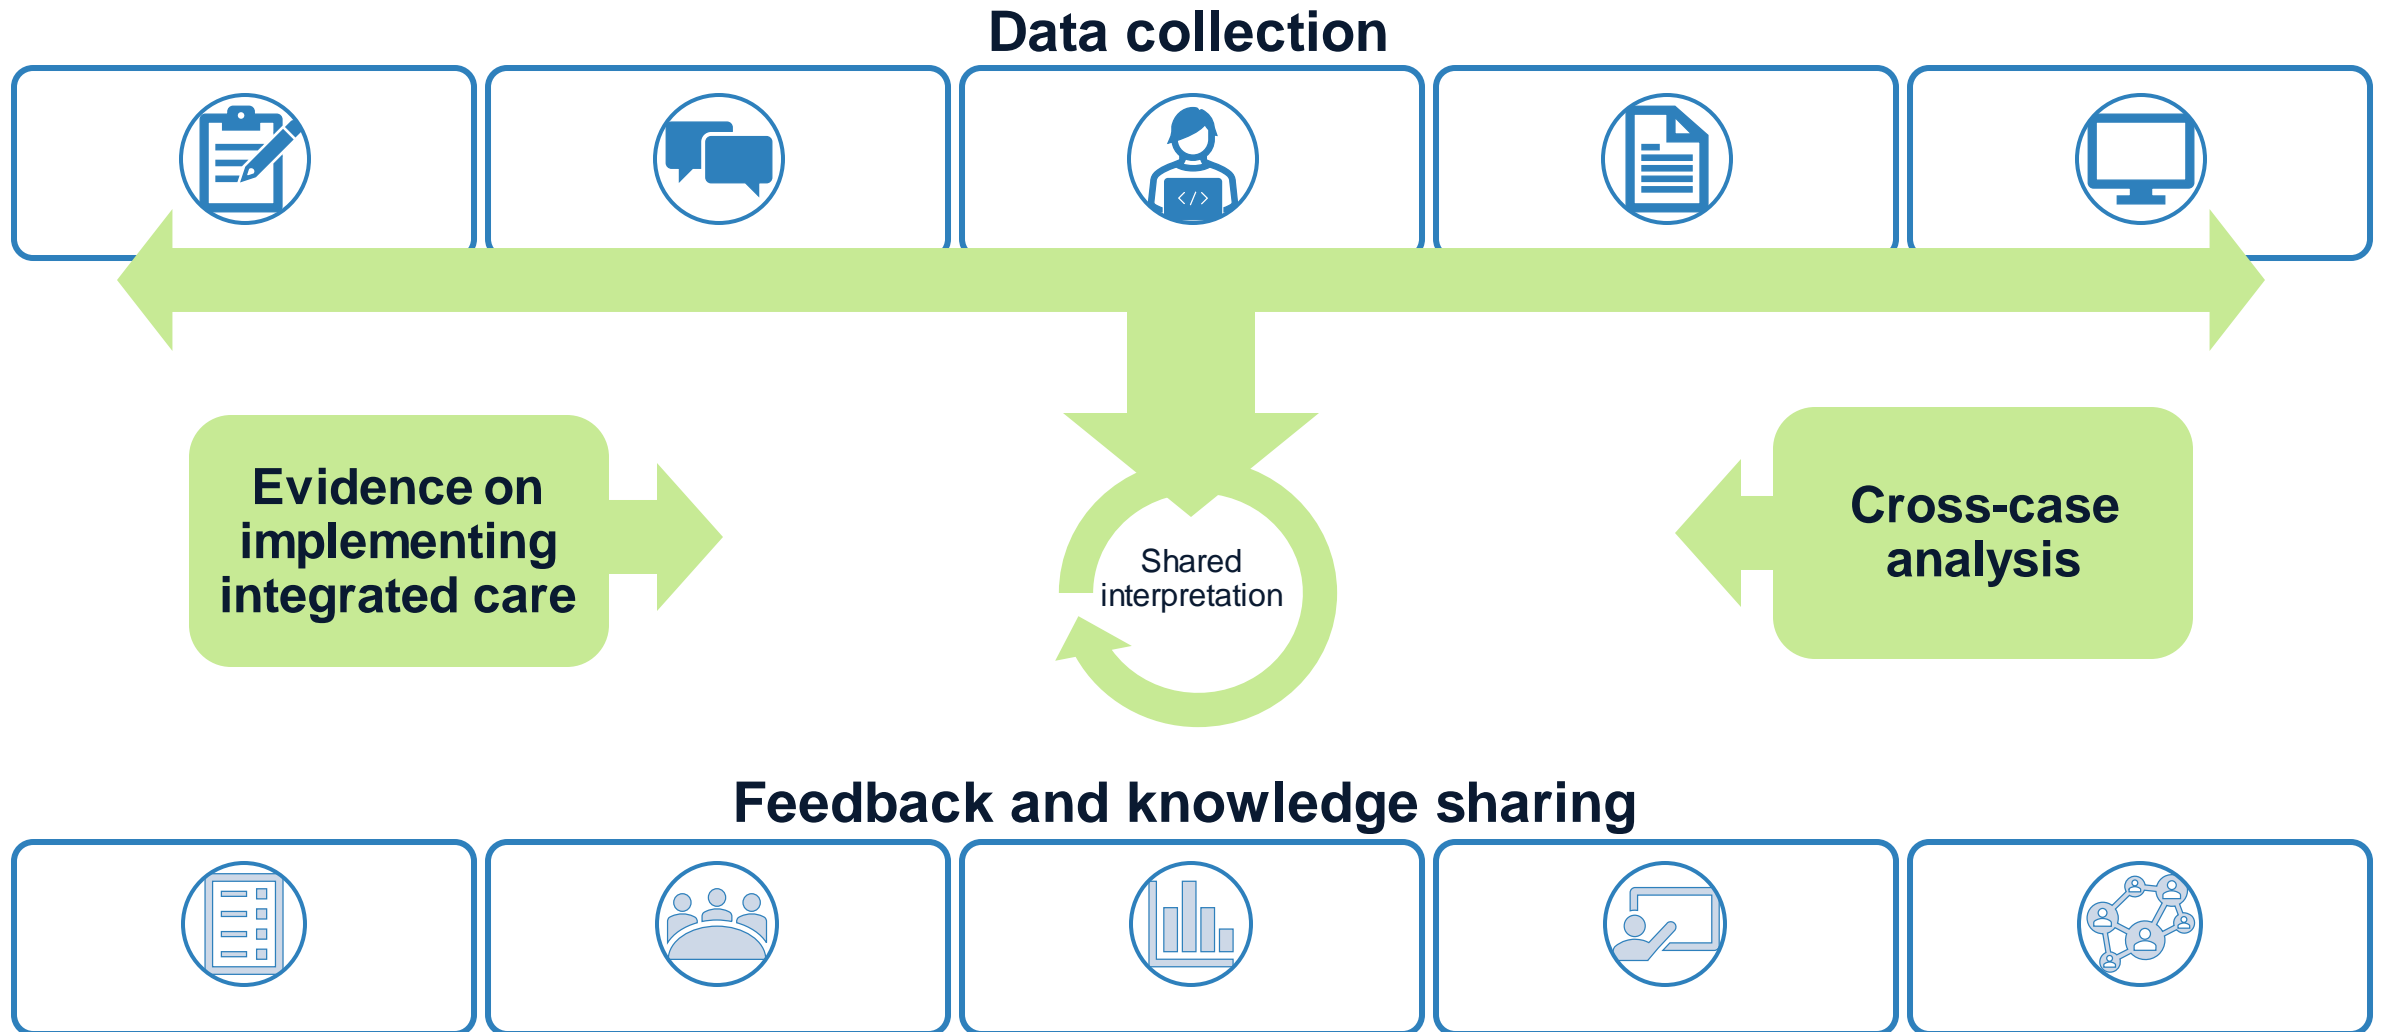 Data collection
</>
Evidence on
implementing
integrated care
Shared
interpretation
Cross-case
analysis
Feedback and knowledge sharing